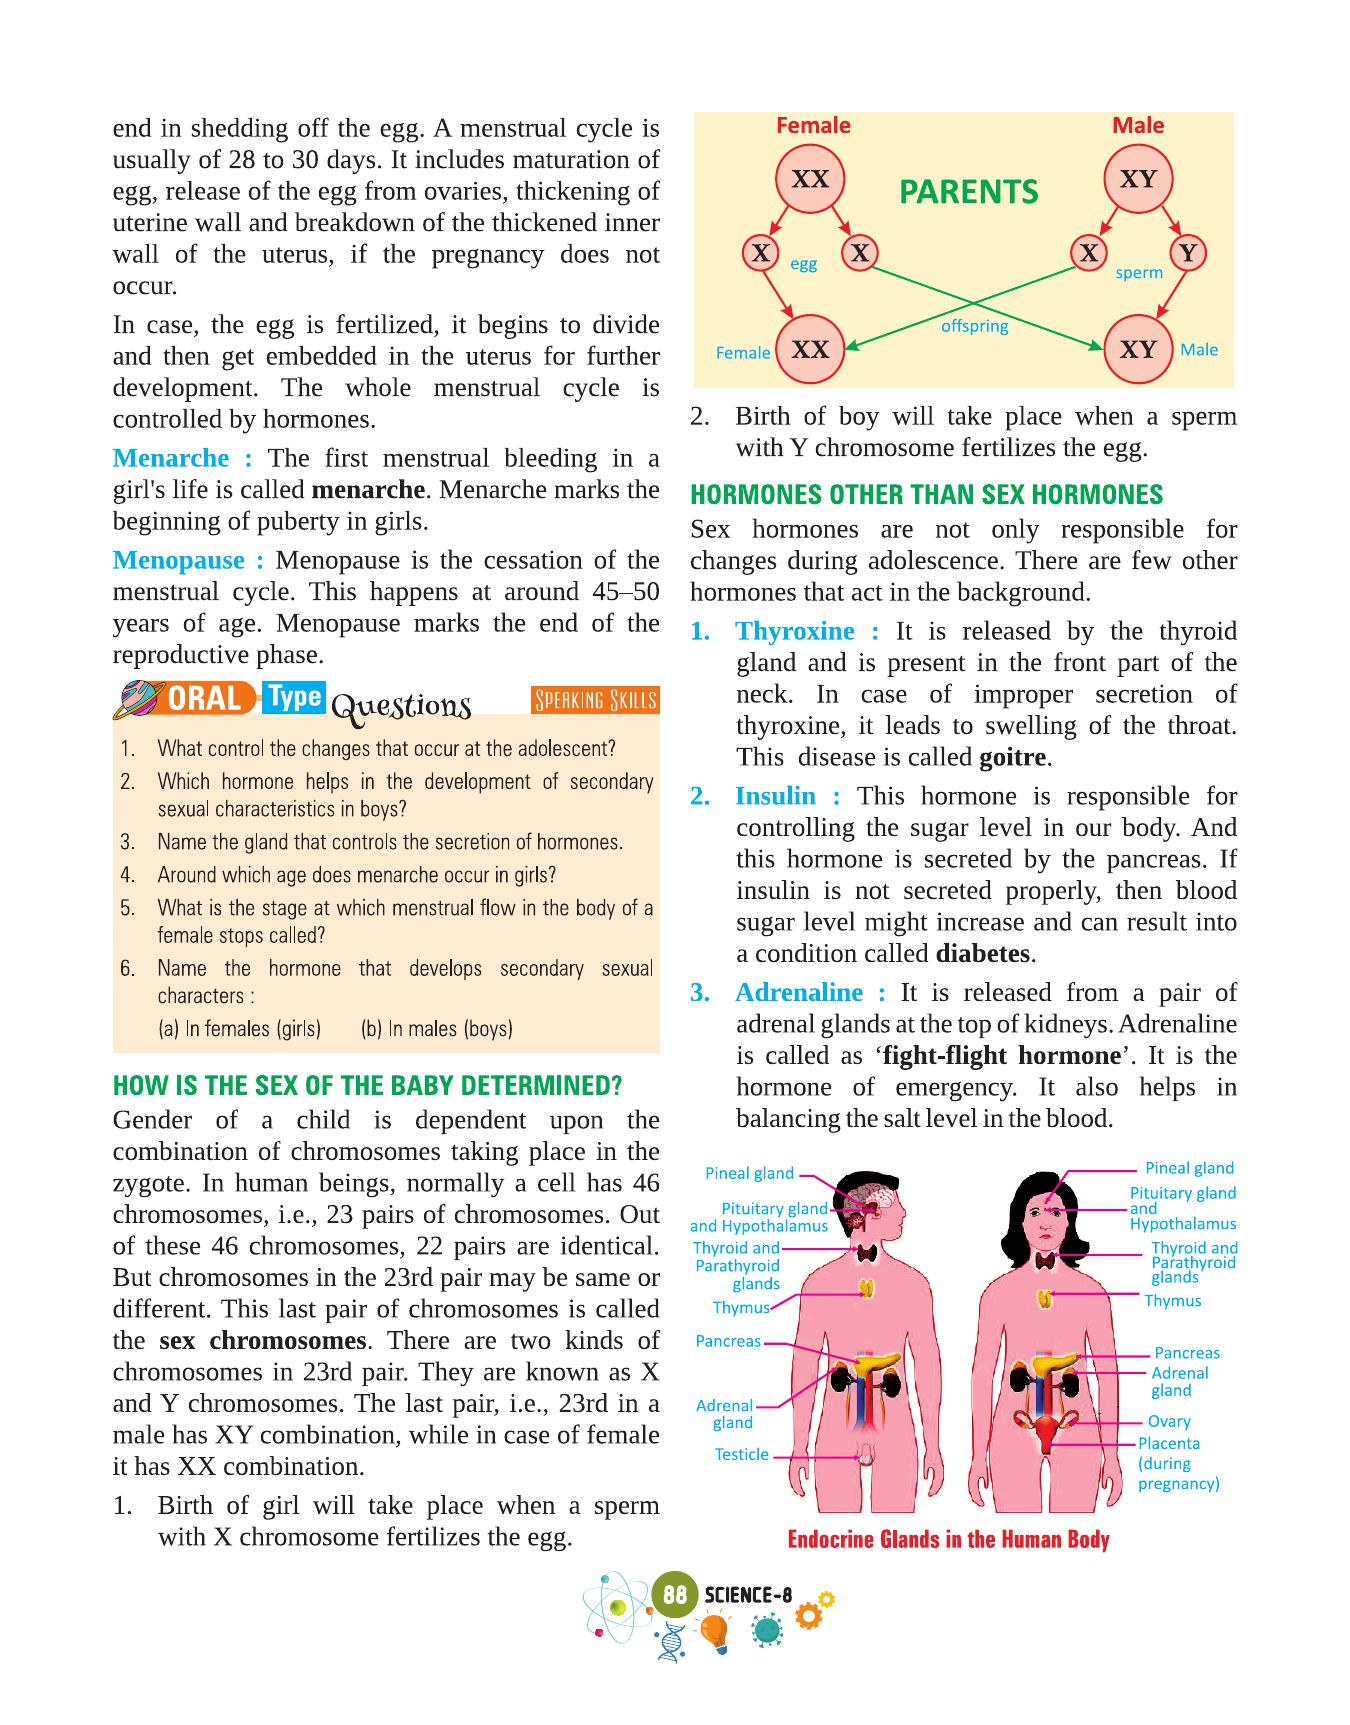 end in shedding off the egg. A menstrual cycle is
usually of 28 to 30 days. It includes maturation of
egg, release of the egg from ovaries, thickening of
uterine wall and breakdown of the thickened inner
wall of the uterus, if the pregnancy does not
occur.
In case, the egg is fertilized, it begins to divide
and then get embedded in the uterus for further
development. The whole menstrual cycle is
controlled by hormones.
Menarche : The first menstrual bleeding in a
girl's life is called menarche. Menarche marks the
beginning of puberty in girls.
Menopause : Menopause is the cessation of the
menstrual cycle. This happens at around 45–50
years of age. Menopause marks the end of the
reproductive phase.
ORAL Type Questions SPEAKING SKILLS
1. What control the changes that occur at the adolescent?
2. Which hormone helps in the development of secondary
sexual characteristics in boys?
3. Name the gland that controls the secretion of hormones.
4. Around which age does menarche occur in girls?
5. What is the stage at which menstrual flow in the body of a
female stops called?
6. Name the hormone that develops secondary sexual
characters :
(a) In females (girls) (b) In males (boys)
HOW IS THE SEX OF THE BABY DETERMINED?
Gender of a child is dependent upon the
combination of chromosomes taking place in the
zygote. In human beings, normally a cell has 46
chromosomes, i.e., 23 pairs of chromosomes. Out
of these 46 chromosomes, 22 pairs are identical.
But chromosomes in the 23rd pair may be same or
different. This last pair of chromosomes is called
the sex chromosomes. There are two kinds of
chromosomes in 23rd pair. They are known as X
and Y chromosomes. The last pair, i.e., 23rd in a
male has XY combination, while in case of female
it has XX combination.
1. Birth of girl will take place when a sperm
with X chromosome fertilizes the egg.
Female Male
XX PARENTS XY
X egg X X sperm Y
offspring
Female XX XY Male
2. Birth of boy will take place when a sperm
with Y chromosome fertilizes the egg.
HORMONES OTHER THAN SEX HORMONES
Sex hormones are not only responsible for
changes during adolescence. There are few other
hormones that act in the background.
1. Thyroxine : It is released by the thyroid
gland and is present in the front part of the
neck. In case of improper secretion of
thyroxine, it leads to swelling of the throat.
This disease is called goitre.
2. Insulin : This hormone is responsible for
controlling the sugar level in our body. And
this hormone is secreted by the pancreas. If
insulin is not secreted properly, then blood
sugar level might increase and can result into
a condition called diabetes.
3. Adrenaline : It is released from a pair of
adrenal glands at the top of kidneys. Adrenaline
is called as ‘fight-flight hormone’. It is the
hormone of emergency. It also helps in
balancing the salt level in the blood.
Pineal gland
Pituitary gland
and Hypothalamus
Thyroid and
Parathyroid
glands
Thymus
Pancreas
Adrenal
gland
Testicle
Pineal gland
Pituitary gland
and
Hypothalamus
Thyroid and
Parathyroid
glands
Thymus
Pancreas
Adrenal
gland
Ovary
Placenta
(during
pregnancy)
Endocrine Glands in the Human Body
88 SCIENCE-8